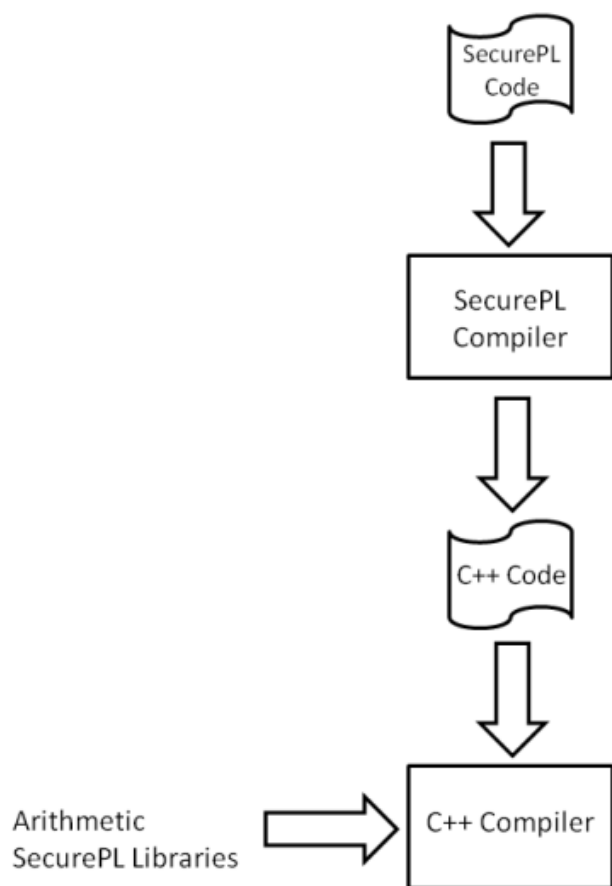 SecurePL
Code
SecurePL
Compiler
C++ Code
Arithmetic
SecurePL Libraries
C++ Compiler